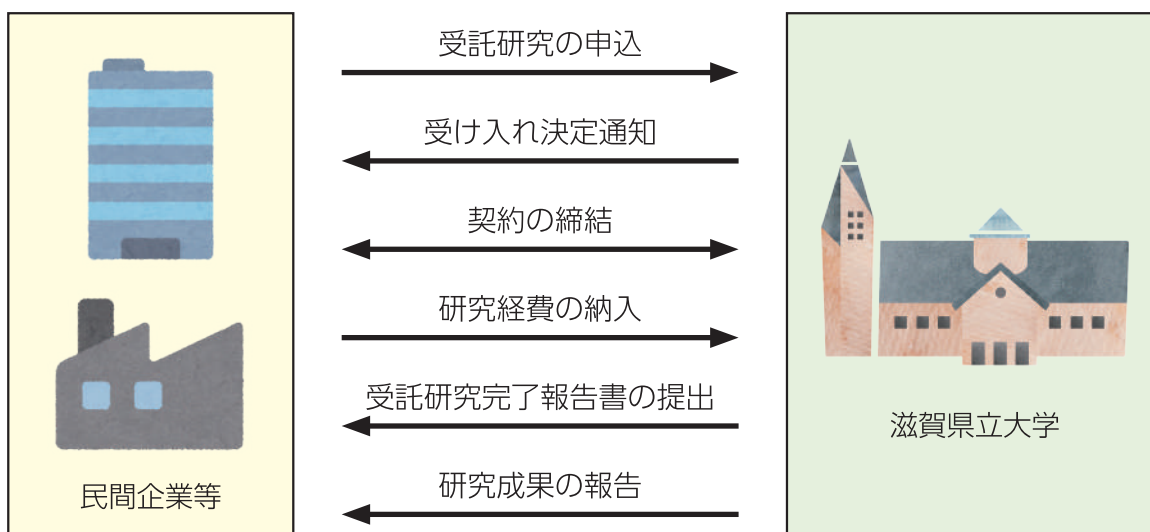 受託研究の申込
受け入れ決定通知
契約の締結
研究経費の納入
受託研究完了報告書の提出
研究成果の報告
民間企業等
滋賀県立大学